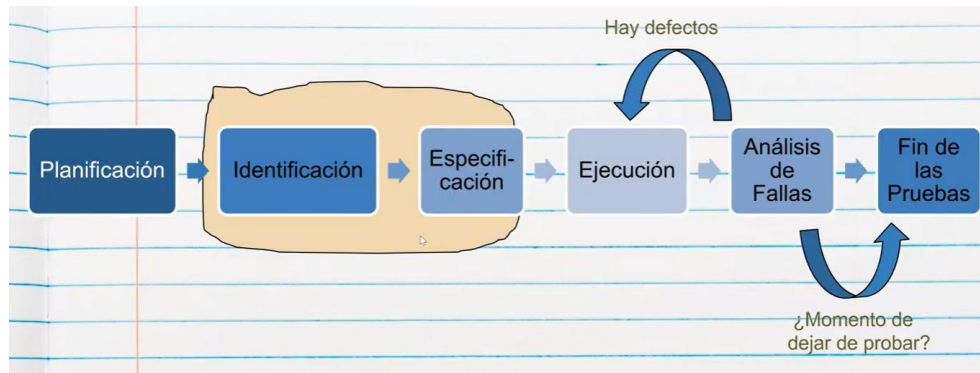 Hay defectos
Planificación
Identificación
Especifi-
cación
Ejecución
Análisis
de
Fallas
Fin de
las
Pruebas
¿Momento de
dejar de probar?